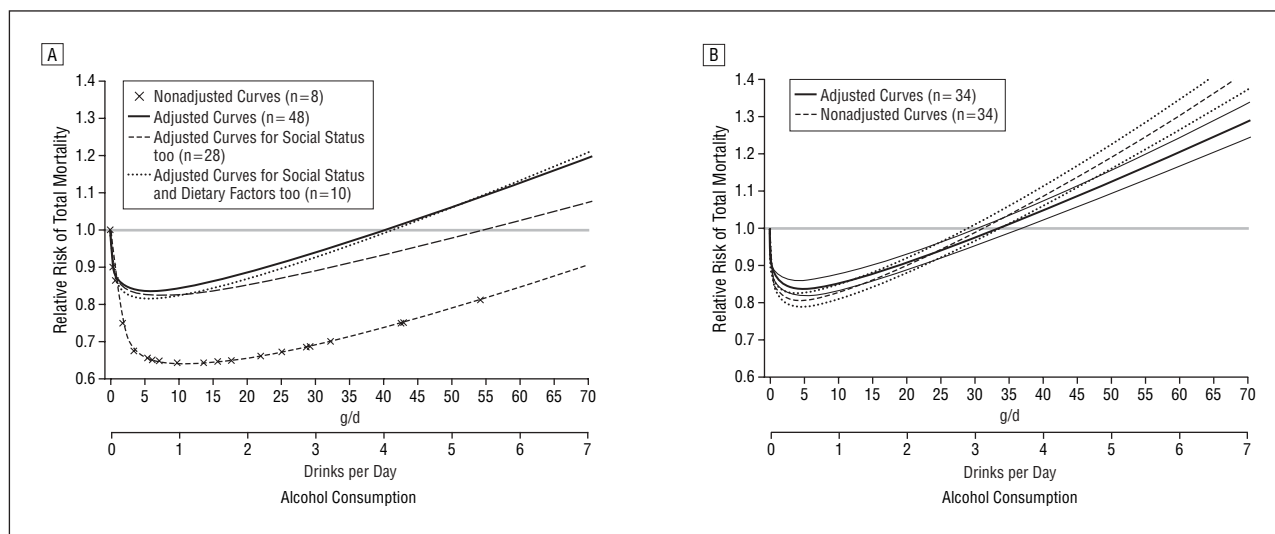 A
1.4
1.3
1.2
1.1
1.0
0.9
0.8
0.7
0.6
Relative Risk of Total Mortality
Nonadjusted Curves (n=8)
Adjusted Curves (n=48)
Adjusted Curves for Social Status
too (n=28)
Adjusted Curves for Social Status
and Dietary Factors too (n=10)
0 5 10 15 20 25 30 35 40 45 50 55 60 65 70
g/d
0 1 2 3 4 5 6 7
Drinks per Day
Alcohol Consumption
B
1.4
1.3
1.2
1.1
1.0
0.9
0.8
0.7
0.6
Relative Risk of Total Mortality
Adjusted Curves (n=34)
Nonadjusted Curves (n=34)
0 5 10 15 20 25 30 35 40 45 50 55 60 65 70
g/d
0 1 2 3 4 5 6 7
Drinks per Day
Alcohol Consumption